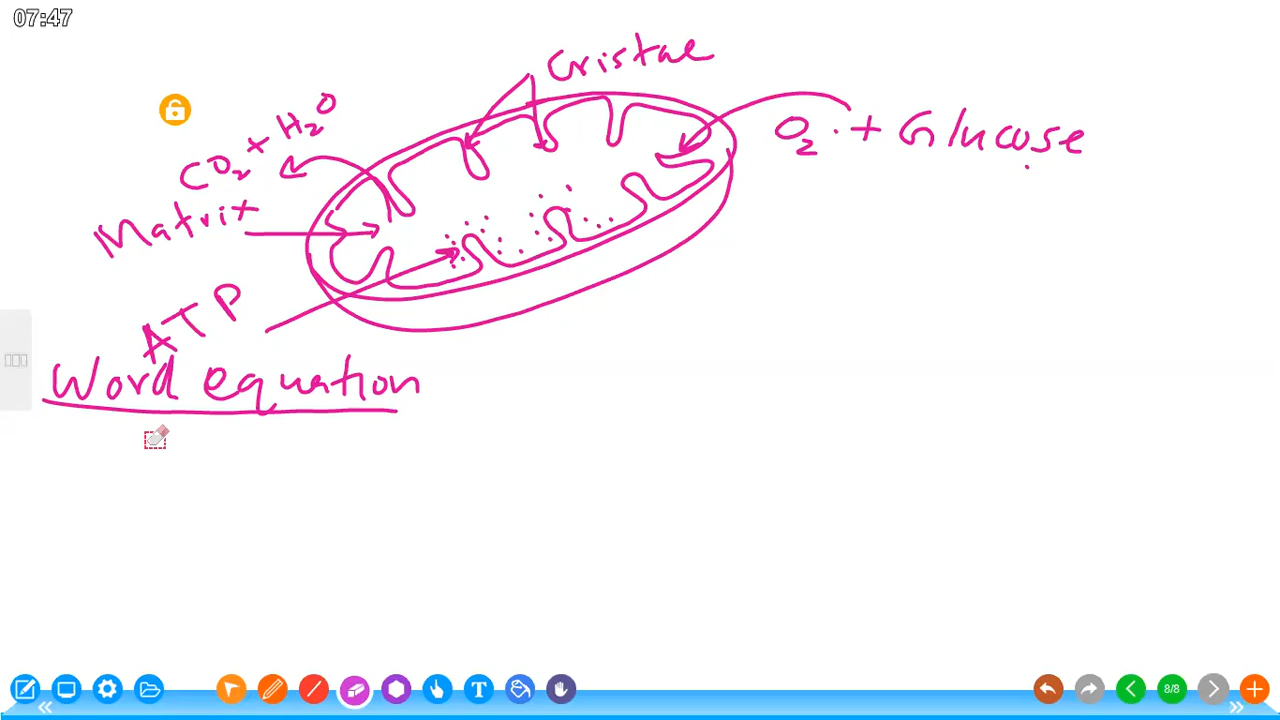 07:47
Cristae
CO2 + H2O
O2 + Glucose
Matrix
ATP
Word equation
T
8/8